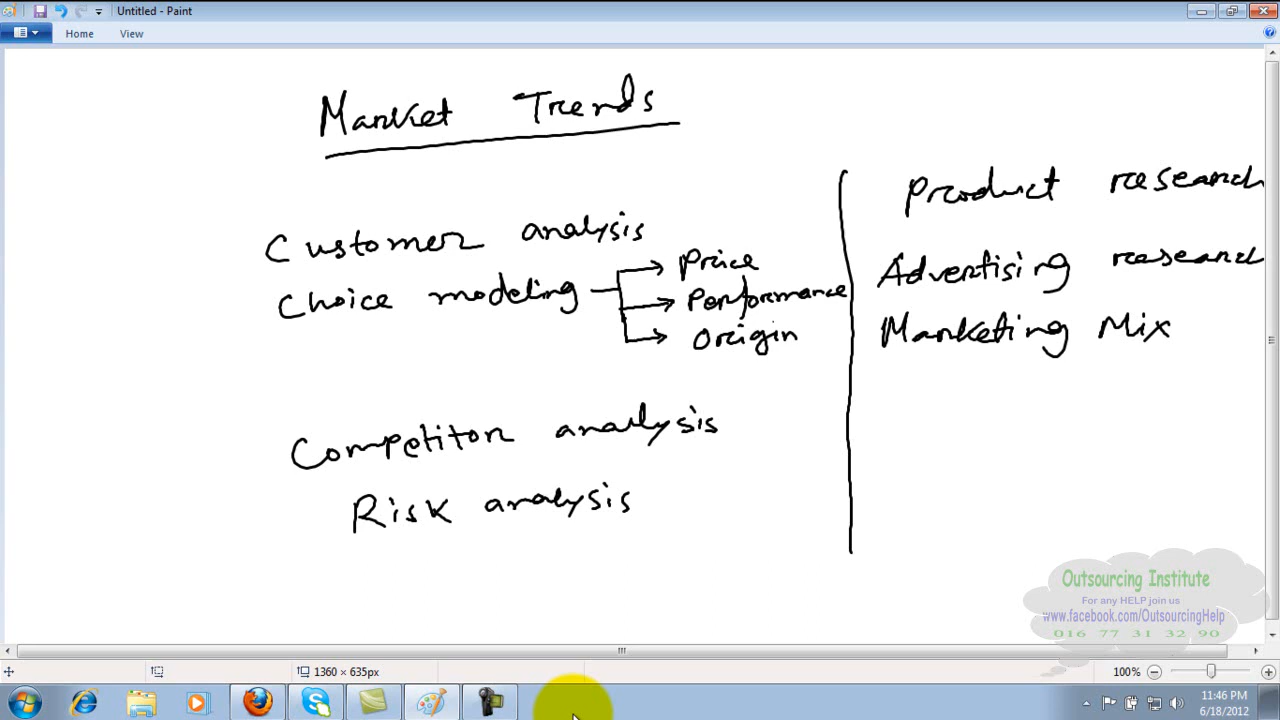 Untitled - Paint
Home View
Market Trends
Customer analysis
Choice modeling
Price
Performance
Origin
Competitor anarlysis
Risk analysis
Product research
Advertising research
Marketing Mix
Outsourcing Institute
For any HELP join us
www.facebook.com/OutsourcingHelp
016 77 31 32 90
1360 × 635px
100%
11:46 PM
6/18/2012